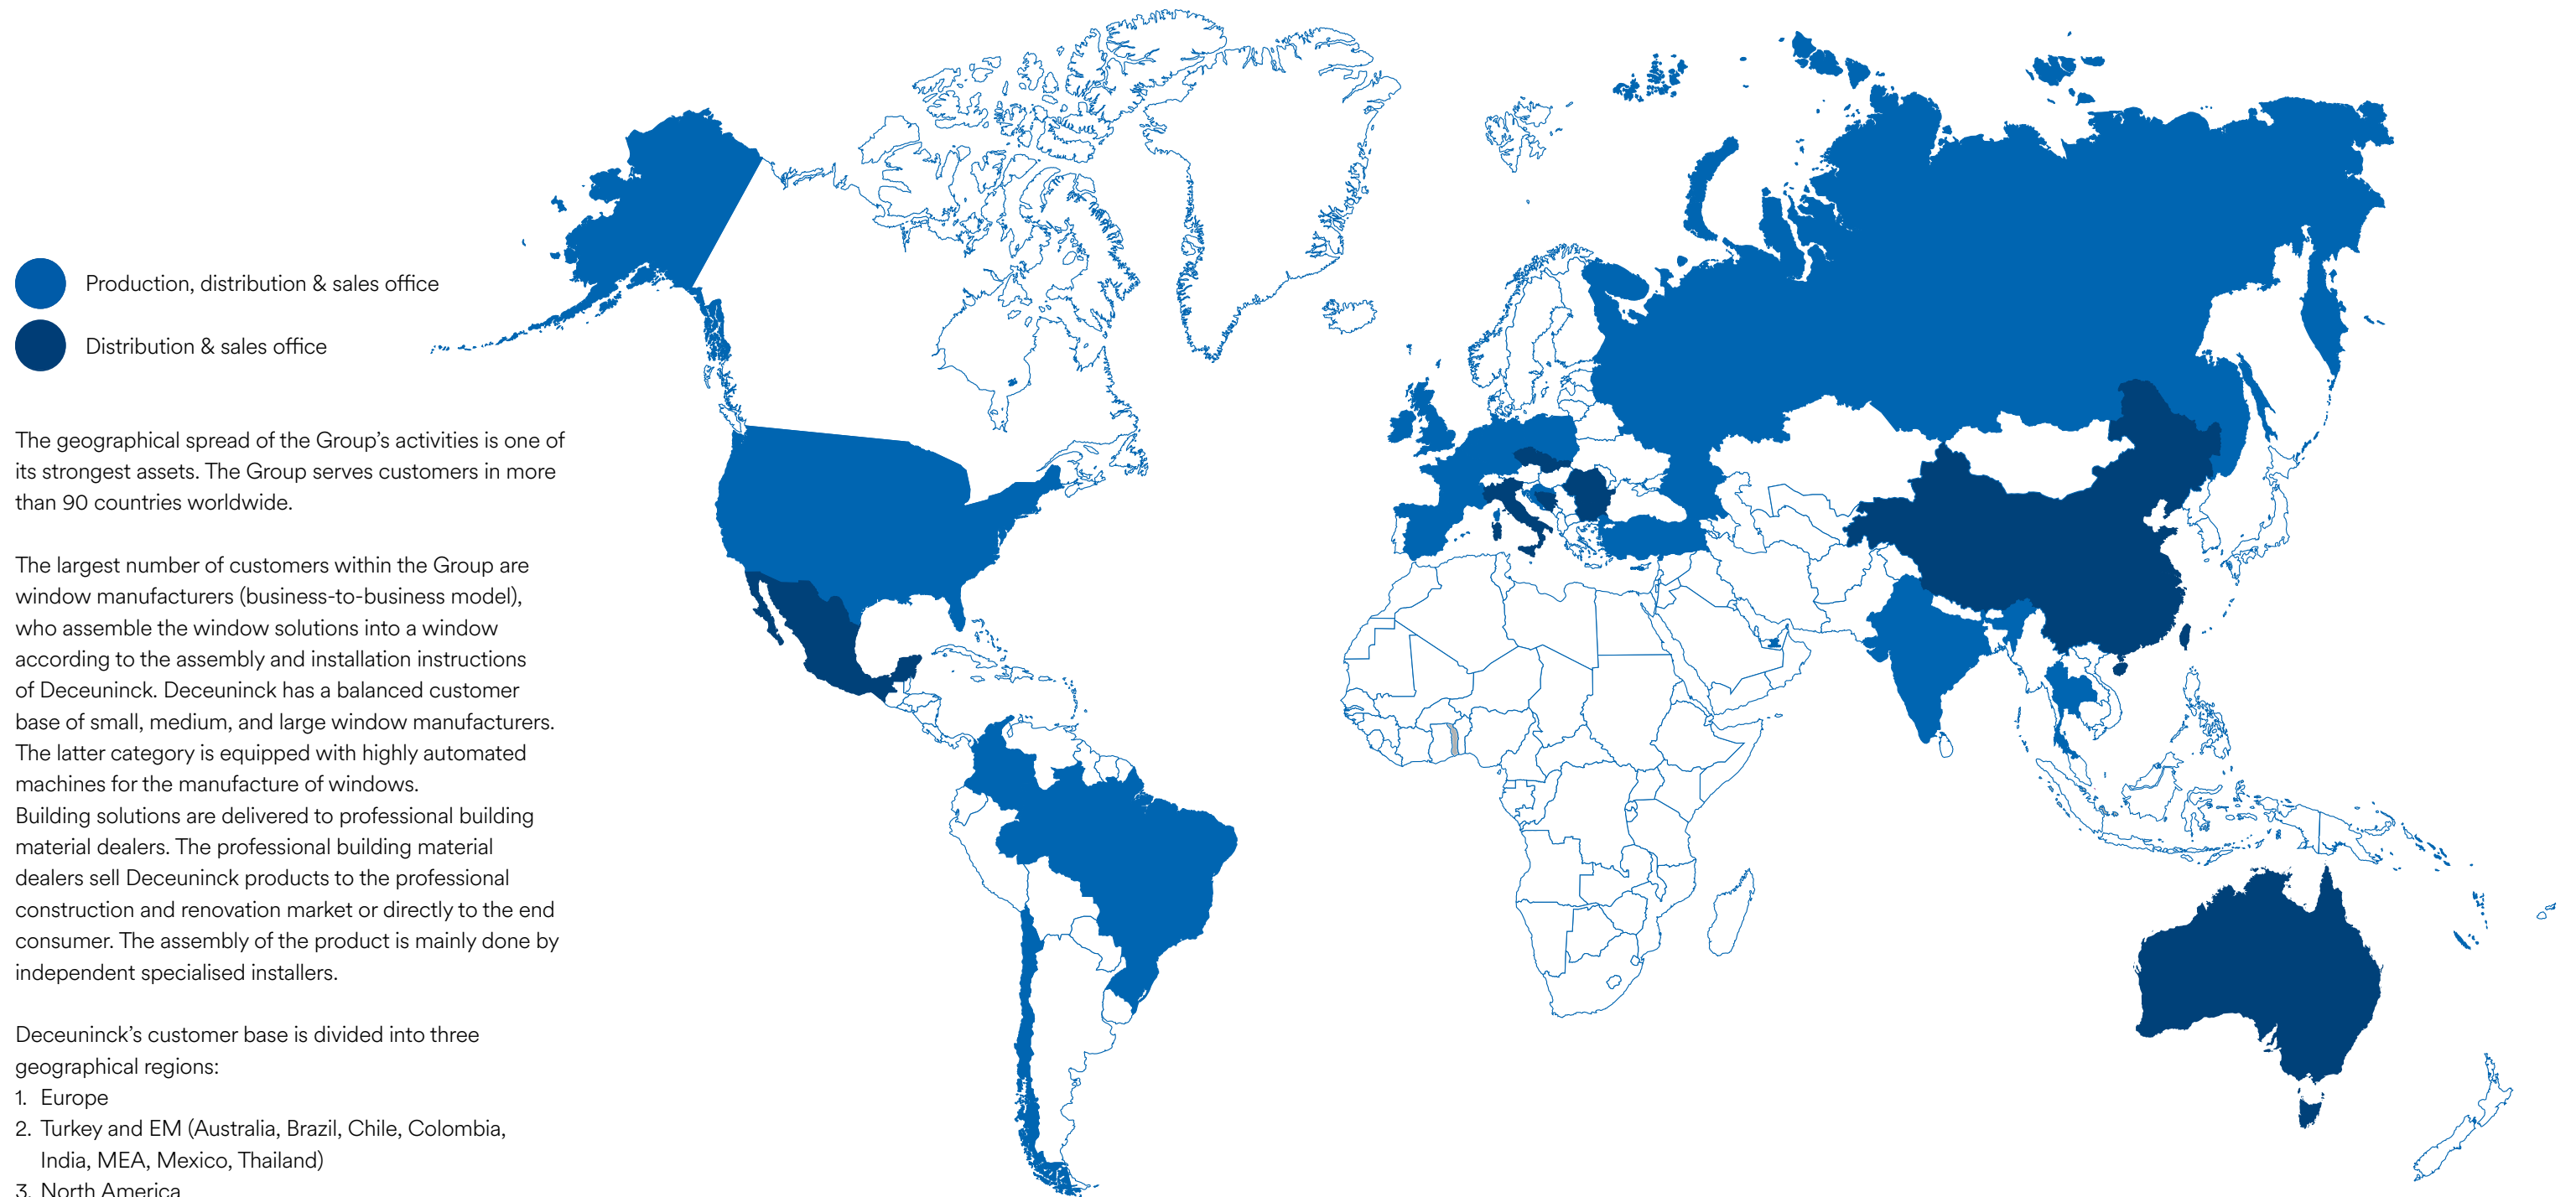 Production, distribution & sales office
Distribution & sales office
The geographical spread of the Group’s activities is one of
its strongest assets. The Group serves customers in more
than 90 countries worldwide.
The largest number of customers within the Group are
window manufacturers (business-to-business model),
who assemble the window solutions into a window
according to the assembly and installation instructions
of Deceuninck. Deceuninck has a balanced customer
base of small, medium, and large window manufacturers.
The latter category is equipped with highly automated
machines for the manufacture of windows.
Building solutions are delivered to professional building
material dealers. The professional building material
dealers sell Deceuninck products to the professional
construction and renovation market or directly to the end
consumer. The assembly of the product is mainly done by
independent specialised installers.
Deceuninck’s customer base is divided into three
geographical regions:
1. Europe
2. Turkey and EM (Australia, Brazil, Chile, Colombia,
India, MEA, Mexico, Thailand)
3. North America